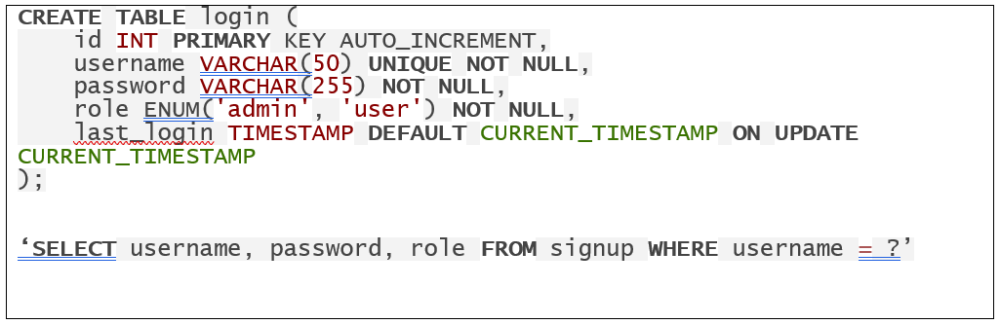 CREATE TABLE login (
    id INT PRIMARY KEY AUTO_INCREMENT,
    username VARCHAR(50) UNIQUE NOT NULL,
    password VARCHAR(255) NOT NULL,
    role ENUM('admin', 'user') NOT NULL,
    last_login TIMESTAMP DEFAULT CURRENT_TIMESTAMP ON UPDATE
CURRENT_TIMESTAMP
);
‘SELECT username, password, role FROM signup WHERE username = ?’